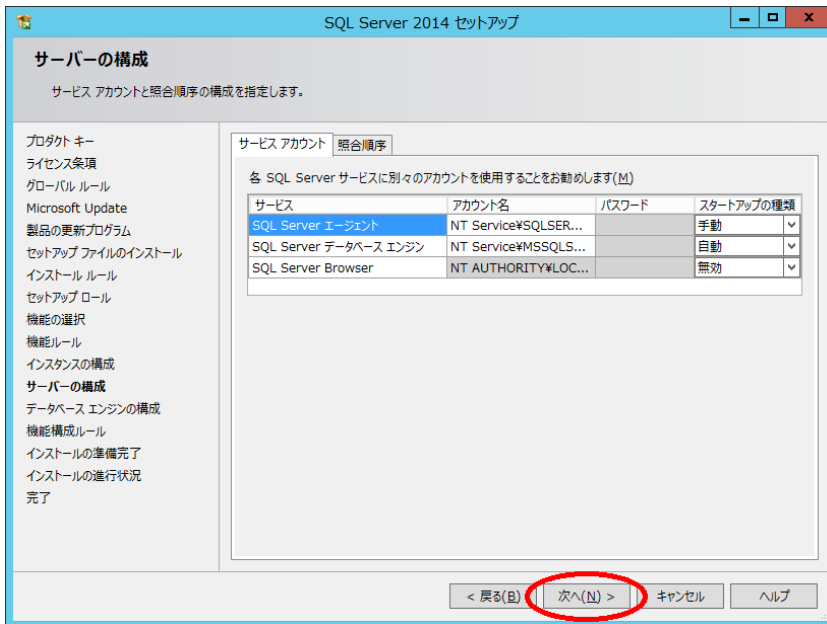 SQL Server 2014 セットアップ
サーバーの構成
サービス アカウントと照合順序の構成を指定します。
プロダクト キー
ライセンス条項
グローバル ルール
Microsoft Update
製品の更新プログラム
セットアップ ファイルのインストール
インストール ルール
セットアップ ロール
機能の選択
機能ルール
インスタンスの構成
サーバーの構成
データベース エンジンの構成
機能構成ルール
インストールの準備完了
インストールの進行状況
完了
サービス アカウント 照合順序
各 SQL Server サービスに別々のアカウントを使用することをお勧めします(M)
サービス アカウント名 パスワード スタートアップの種類
SQL Server エージェント NT Service¥SQLSER... 手動
SQL Server データベース エンジン NT Service¥MSSQLS... 自動
SQL Server Browser NT AUTHORITY¥LOC... 無効
< 戻る(B) 次へ(N) > キャンセル ヘルプ